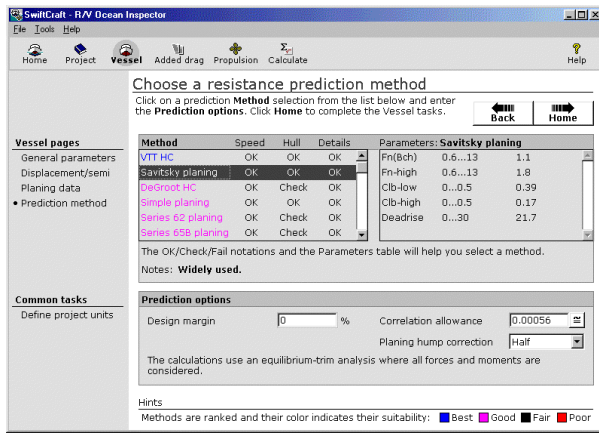 SwiftCraft - R/V Ocean Inspector
File Tools Help
Home Project Vessel Added drag Propulsion Calculate Help
Choose a resistance prediction method
Click on a prediction Method selection from the list below and enter
the Prediction options. Click Home to complete the Vessel tasks.
Back Home
Vessel pages
General parameters
Displacement/semi
Planing data
• Prediction method
Method Speed Hull Details
VTT HC OK OK OK
Savitsky planing OK OK OK
DeGroot HC OK Check OK
Simple planing OK OK OK
Series 62 planing OK Check OK
Series 65B planing OK Check OK
Parameters: Savitsky planing
Fn(Bch) 0.6...13 1.1
Fn-high 0.6...13 1.8
Clb-low 0...0.5 0.39
Clb-high 0...0.5 0.17
Deadrise 0...30 21.7
The OK/Check/Fail notations and the Parameters table will help you select a method.
Notes: Widely used.
Common tasks
Define project units
Prediction options
Design margin 0 % Correlation allowance 0.00056
Planing hump correction Half
The calculations use an equilibrium-trim analysis where all forces and moments are
considered.
Hints
Methods are ranked and their color indicates their suitability: Best Good Fair Poor